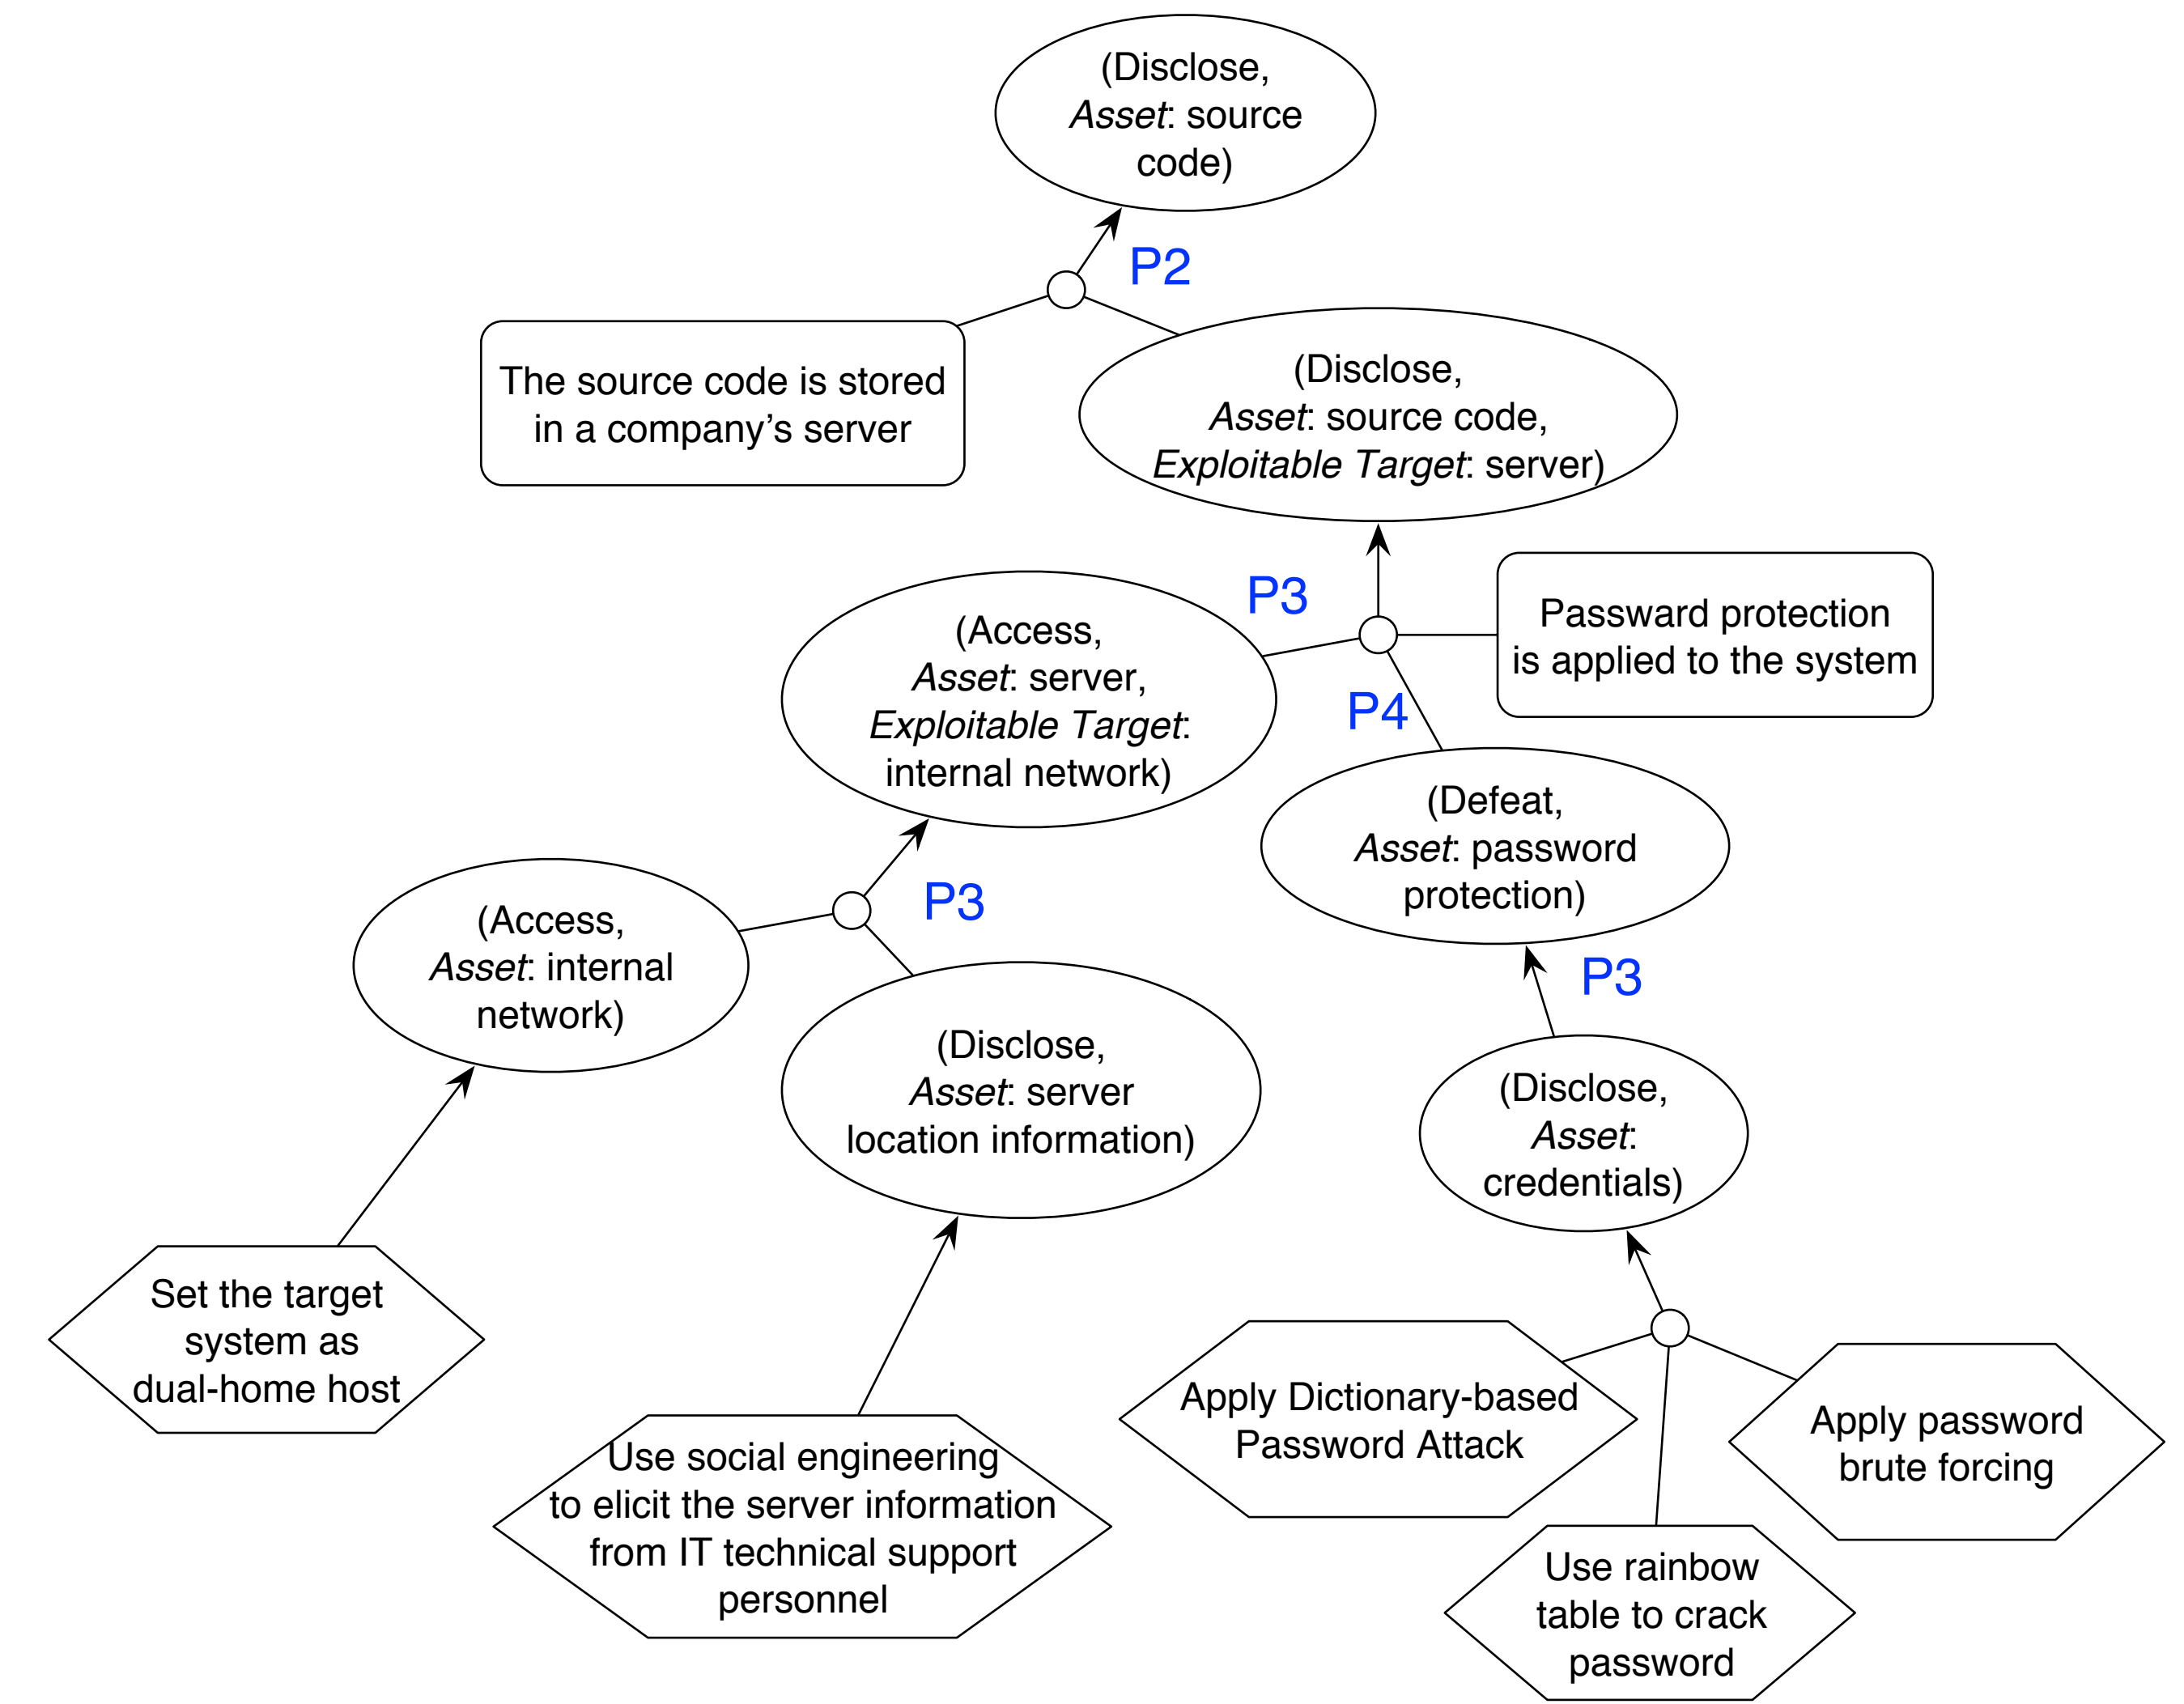 (Disclose,
Asset: source
code)
P2
The source code is stored
in a company’s server
(Disclose,
Asset: source code,
Exploitable Target: server)
P3
Passward protection
is applied to the system
(Access,
Asset: server,
Exploitable Target:
internal network)
P4
(Defeat,
Asset: password
protection)
P3
(Access,
Asset: internal
network)
P3
(Disclose,
Asset: server
location information)
(Disclose,
Asset:
credentials)
Set the target
system as
dual-home host
Use social engineering
to elicit the server information
from IT technical support
personnel
Apply Dictionary-based
Password Attack
Apply password
brute forcing
Use rainbow
table to crack
password